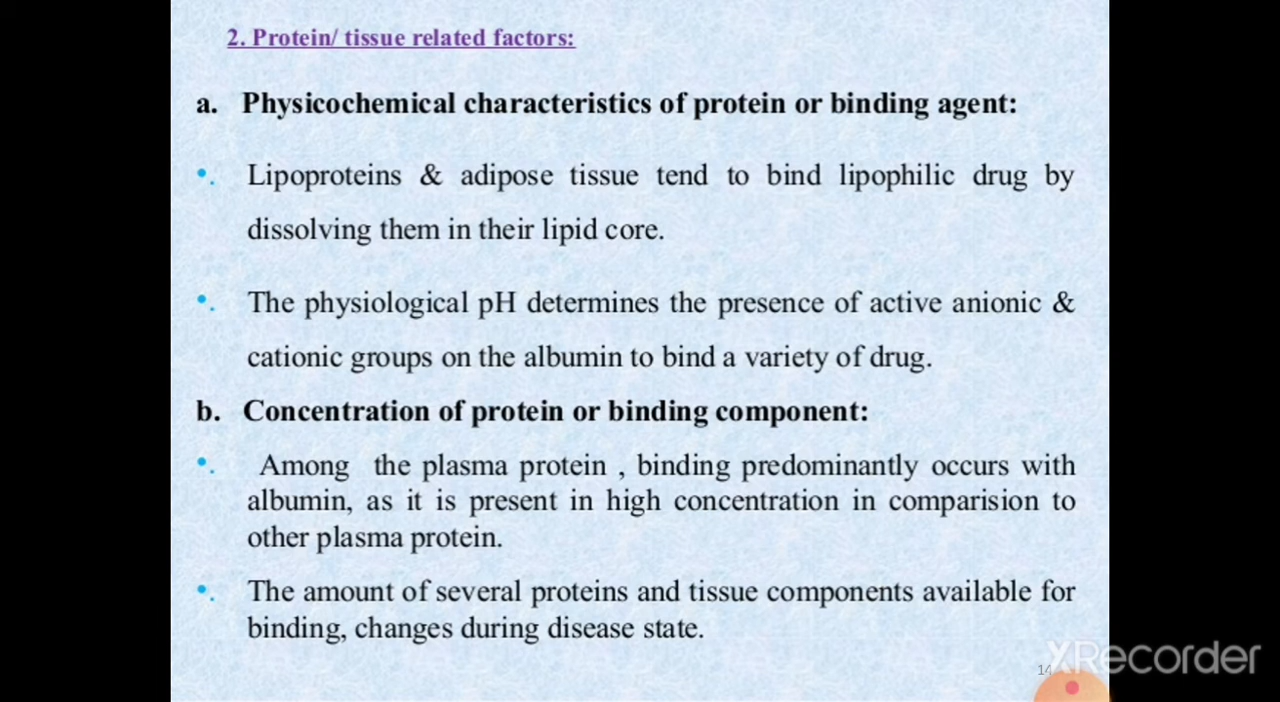 2. Protein/ tissue related factors:
a. Physicochemical characteristics of protein or binding agent:
•. Lipoproteins & adipose tissue tend to bind lipophilic drug by
dissolving them in their lipid core.
•. The physiological pH determines the presence of active anionic &
cationic groups on the albumin to bind a variety of drug.
b. Concentration of protein or binding component:
•. Among the plasma protein , binding predominantly occurs with
albumin, as it is present in high concentration in comparision to
other plasma protein.
•. The amount of several proteins and tissue components available for
binding, changes during disease state.
14
XRecorder